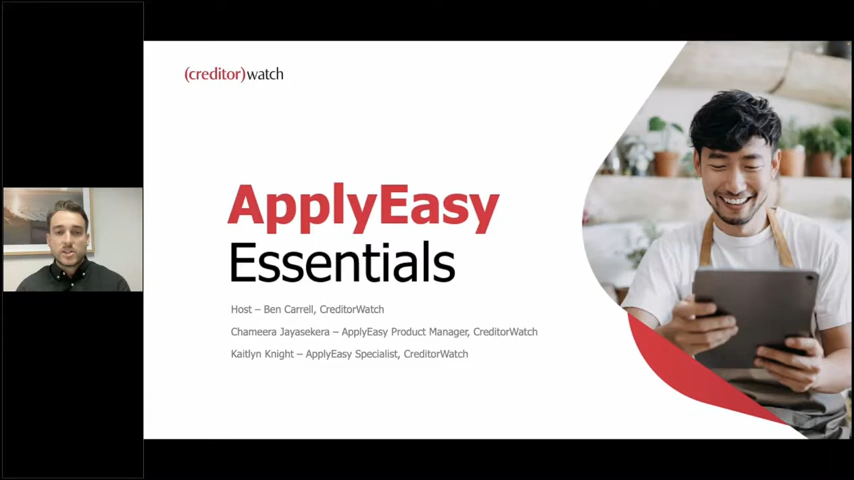 (creditor)watch
ApplyEasy
Essentials
Host – Ben Carrell, CreditorWatch
Chameera Jayasekera – ApplyEasy Product Manager, CreditorWatch
Kaitlyn Knight – ApplyEasy Specialist, CreditorWatch